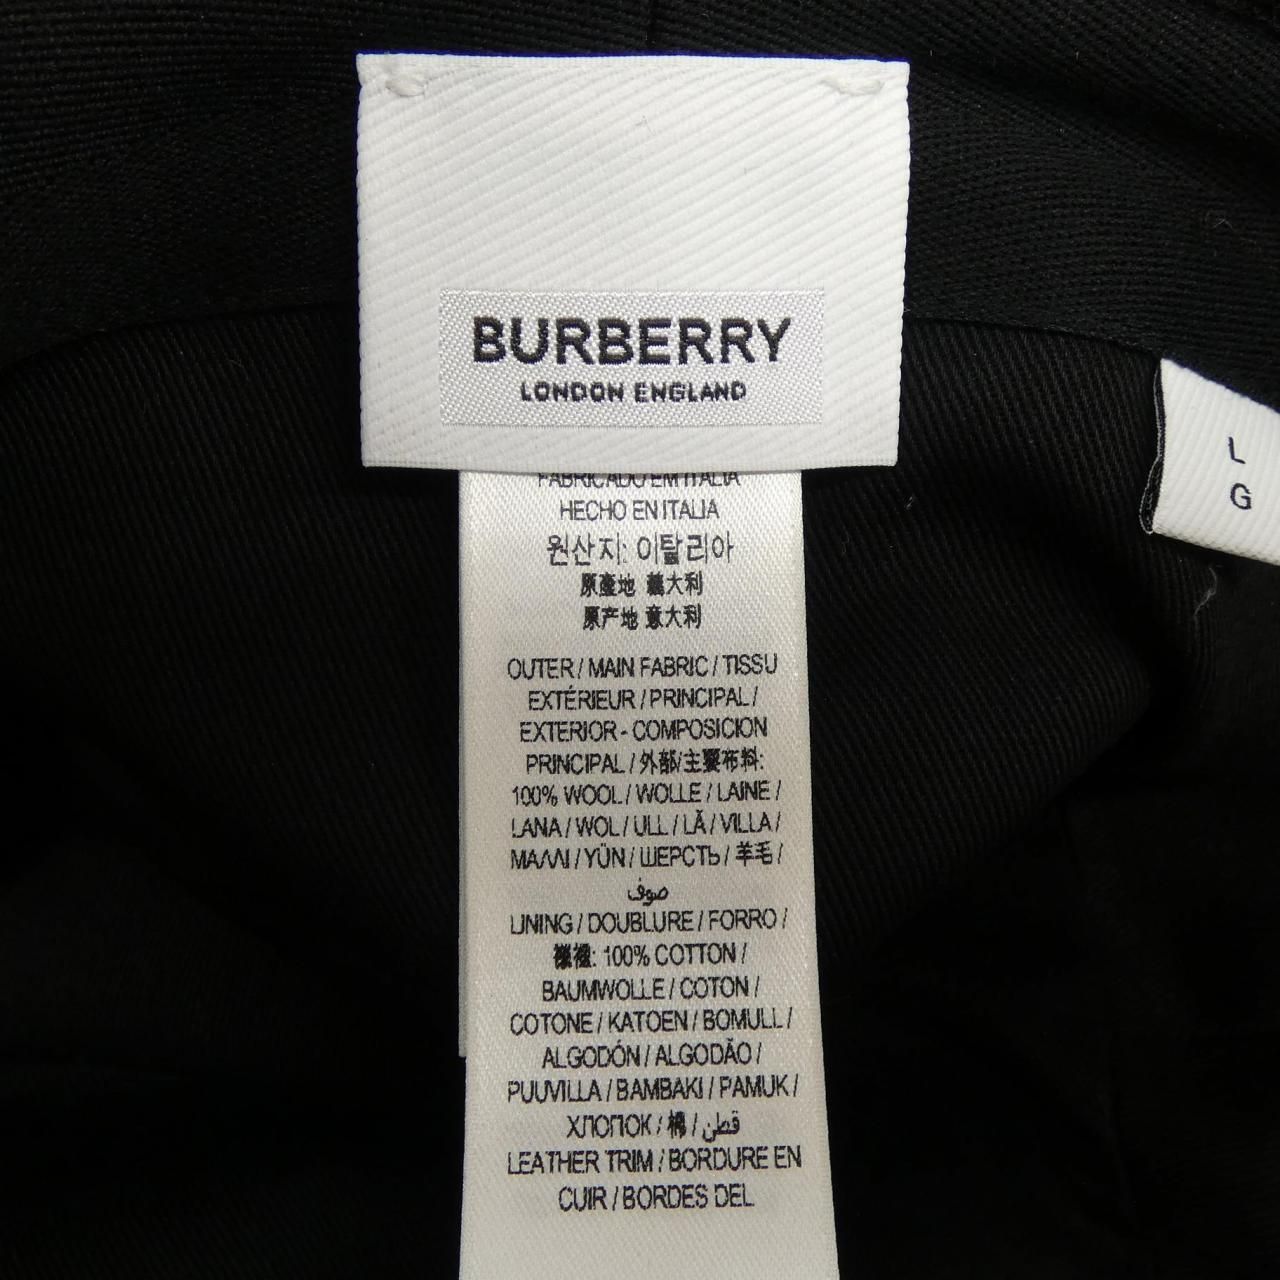 BURBERRY
LONDON ENGLAND
L
G
FABRICADO EM ITALIA
HECHO EN ITALIA
원산지: 이탈리아
原產地 義大利
原产地 意大利
OUTER / MAIN FABRIC / TISSU
EXTÉRIEUR / PRINCIPAL /
EXTERIOR - COMPOSICION
PRINCIPAL / 外部/主要布料:
100% WOOL / WOLLE / LAINE /
LANA / WOL / ULL / LÃ / VILLA /
ΜΑΛΛΙ / YÜN / ШЕРСТЬ / 羊毛 /
صوف
LINING / DOUBLURE / FORRO /
襯裡: 100% COTTON /
BAUMWOLLE / COTON /
COTONE / KATOEN / BOMULL /
ALGODÓN / ALGODÃO /
PUUVILLA / BAMBAKI / PAMUK /
ХЛОПОК / 棉 / قطن
LEATHER TRIM / BORDURE EN
CUIR / BORDES DEL